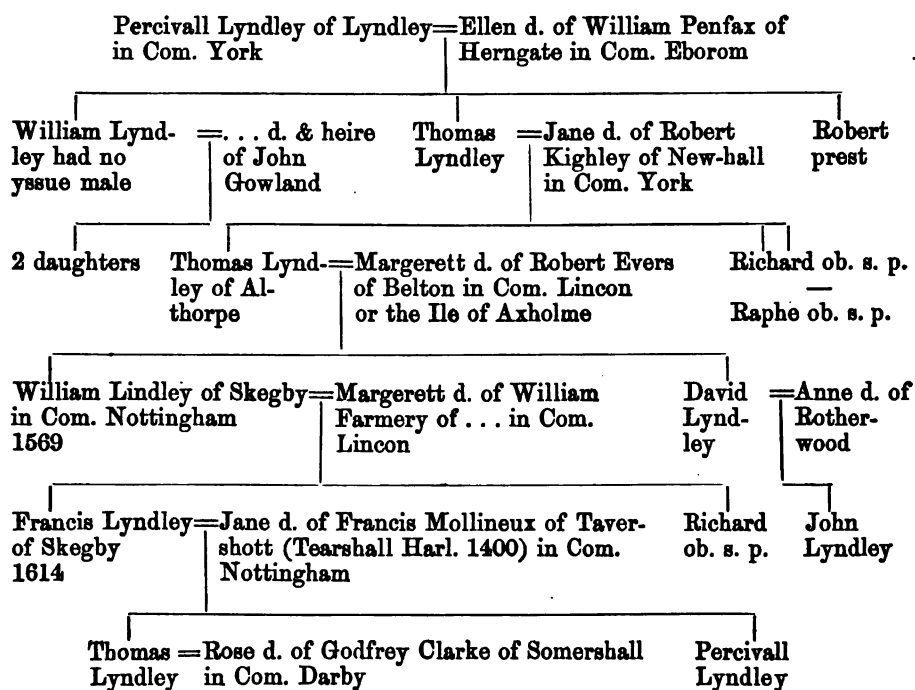 Percivall Lyndley of Lyndley=Ellen d. of William Penfax of
in Com. York Herngate in Com. Eborom
William Lynd-
ley had no
yssue male
=. . . d. & heire
of John
Gowland
Thomas
Lyndley
=Jane d. of Robert
Kighley of New-hall
in Com. York
Robert
prest
2 daughters
Thomas Lynd-
ley of Al-
thorpe
=Margerett d. of Robert Evers
of Belton in Com. Lincon
or the Ile of Axholme
Richard ob. s. p.
—
Raphe ob. s. p.
William Lindley of Skegby
in Com. Nottingham
1569
=Margerett d. of William
Farmery of . . . in Com.
Lincon
David
Lynd-
ley
=Anne d. of
Rother-
wood
Francis Lyndley
of Skegby
1614
=Jane d. of Francis Mollineux of Taver-
shott (Tearshall Harl. 1400) in Com.
Nottingham
Richard
ob. s. p.
John
Lyndley
Thomas
Lyndley
=Rose d. of Godfrey Clarke of Somershall
in Com. Darby
Percivall
Lyndley